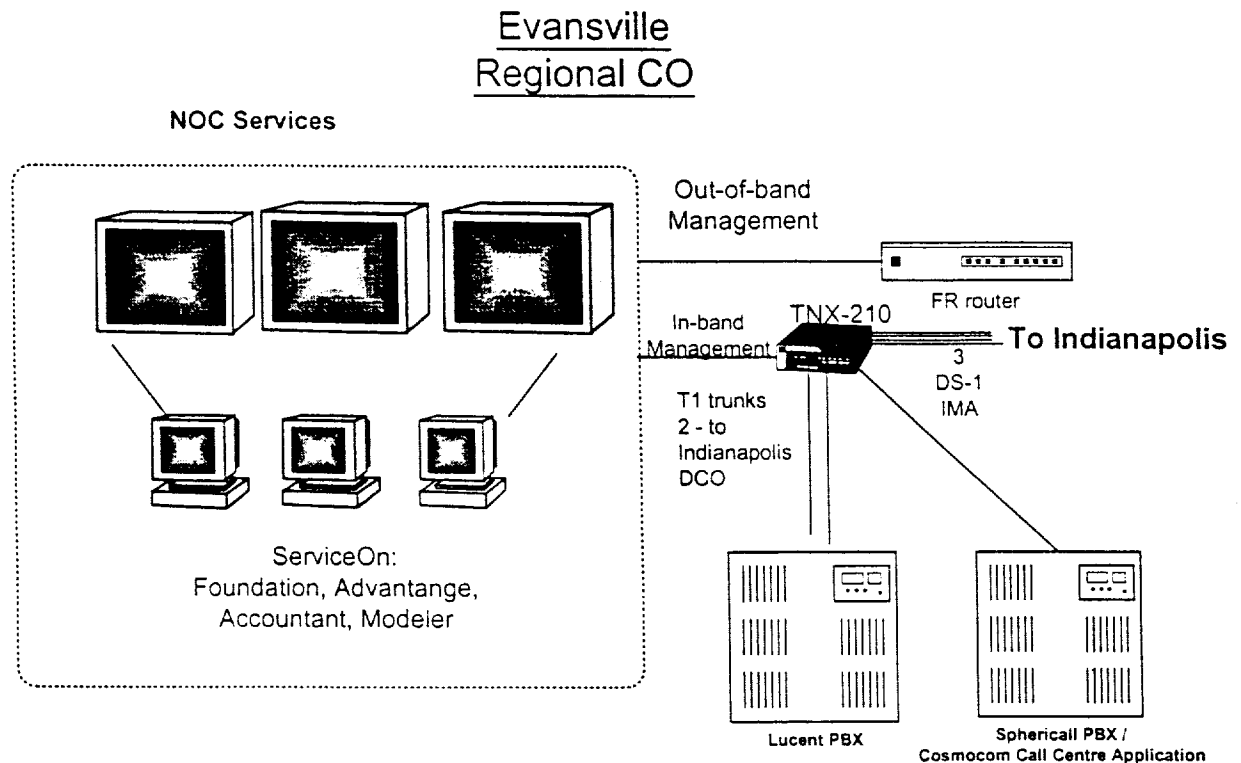 Evansville
Regional CO
NOC Services
Out-of-band
Management
FR router
TNX-210
In-band
Management
To Indianapolis
3
DS-1
IMA
T1 trunks
2 - to
Indianapolis
DCO
ServiceOn:
Foundation, Advantange,
Accountant, Modeler
Lucent PBX
Sphericall PBX /
Cosmocom Call Centre Application